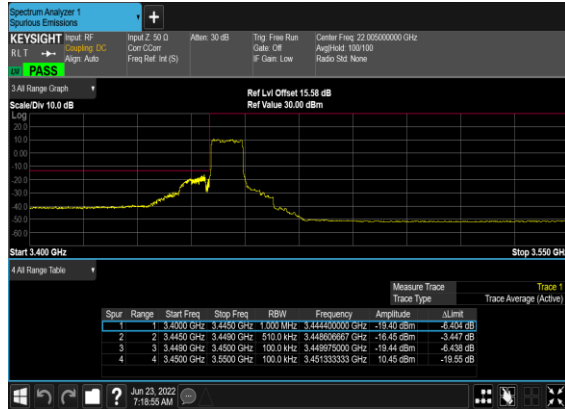 Spectrum Analyzer 1
Spurious Emissions
KEYSIGHT Input: RF Input Z: 50 Ω Atten: 30 dB Trig: Free Run Center Freq: 22.005000000 GHz
RLT Coupling: DC Corr CCorr Gate: Off Avg|Hold: 100/100
Align: Auto Freq Ref: Int (S) IF Gain: Low Radio Std: None
LV PASS
3 All Range Graph
Ref Lvl Offset 15.58 dB
Scale/Div 10.0 dB Ref Value 30.00 dBm
Log
20.0
10.0
0.00
-10.0
-20.0
-30.0
-40.0
-50.0
-60.0
Start 3.400 GHz Stop 3.550 GHz
4 All Range Table
Measure Trace Trace 1
Trace Type Trace Average (Active)
Spur Range Start Freq Stop Freq RBW Frequency Amplitude ΔLimit
1 1 3.4000 GHz 3.4450 GHz 1.000 MHz 3.444400000 GHz -19.40 dBm -6.404 dB
2 2 3.4450 GHz 3.4490 GHz 510.0 kHz 3.448606667 GHz -16.45 dBm -3.447 dB
3 3 3.4490 GHz 3.4500 GHz 100.0 kHz 3.449975000 GHz -19.44 dBm -6.438 dB
4 4 3.4500 GHz 3.5500 GHz 100.0 kHz 3.451333333 GHz 10.45 dBm -19.55 dB
? Jun 23, 2022
7:18:55 AM